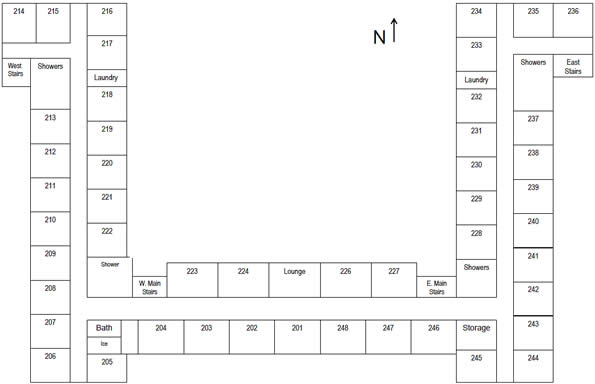 214
215
216
234
235
236
N
217
233
West
Stairs
Showers
Laundry
Laundry
Showers
East
Stairs
218
232
213
237
219
231
212
238
220
230
211
239
221
229
210
240
222
228
209
241
Shower
223
224
Lounge
226
227
Showers
W. Main
Stairs
E. Main
Stairs
208
242
207
Bath
204
203
202
201
248
247
246
Storage
243
Ice
206
205
245
244